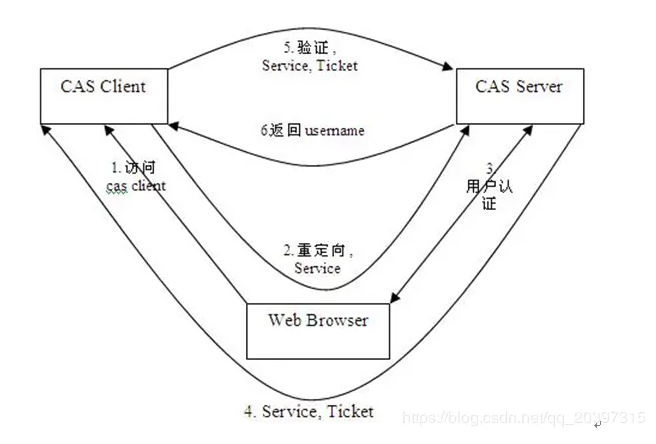 5.验证，
Service, Ticket
CAS Client
CAS Server
6.返回 username
1.访问
cas client
3.
用户认
证
2.重定向，
Service
Web Browser
4. Service, Ticket
https://blog.csdn.net/qq_20397315